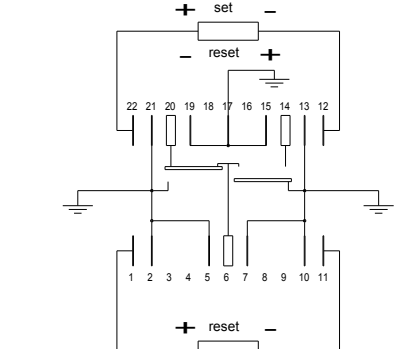 + set −
− reset +
22 21 20 19 18 17 16 15 14 13 12
1 2 3 4 5 6 7 8 9 10 11
+ reset −